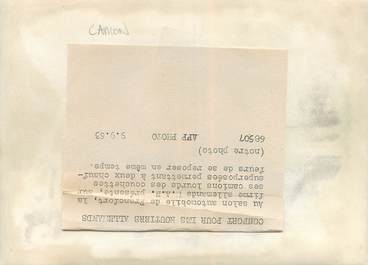 CAMION
CONFORT POUR LES ROUTIERS ALLEMANDS
Au salon automobile de Francfort, la
firme allemande M.A.N. présente, sur
ses camions lourds des couchettes
superposées permettant à deux chauf-
feurs de se reposer en même temps.
(notre photo)
66507 AFP PHOTO 9.9.63